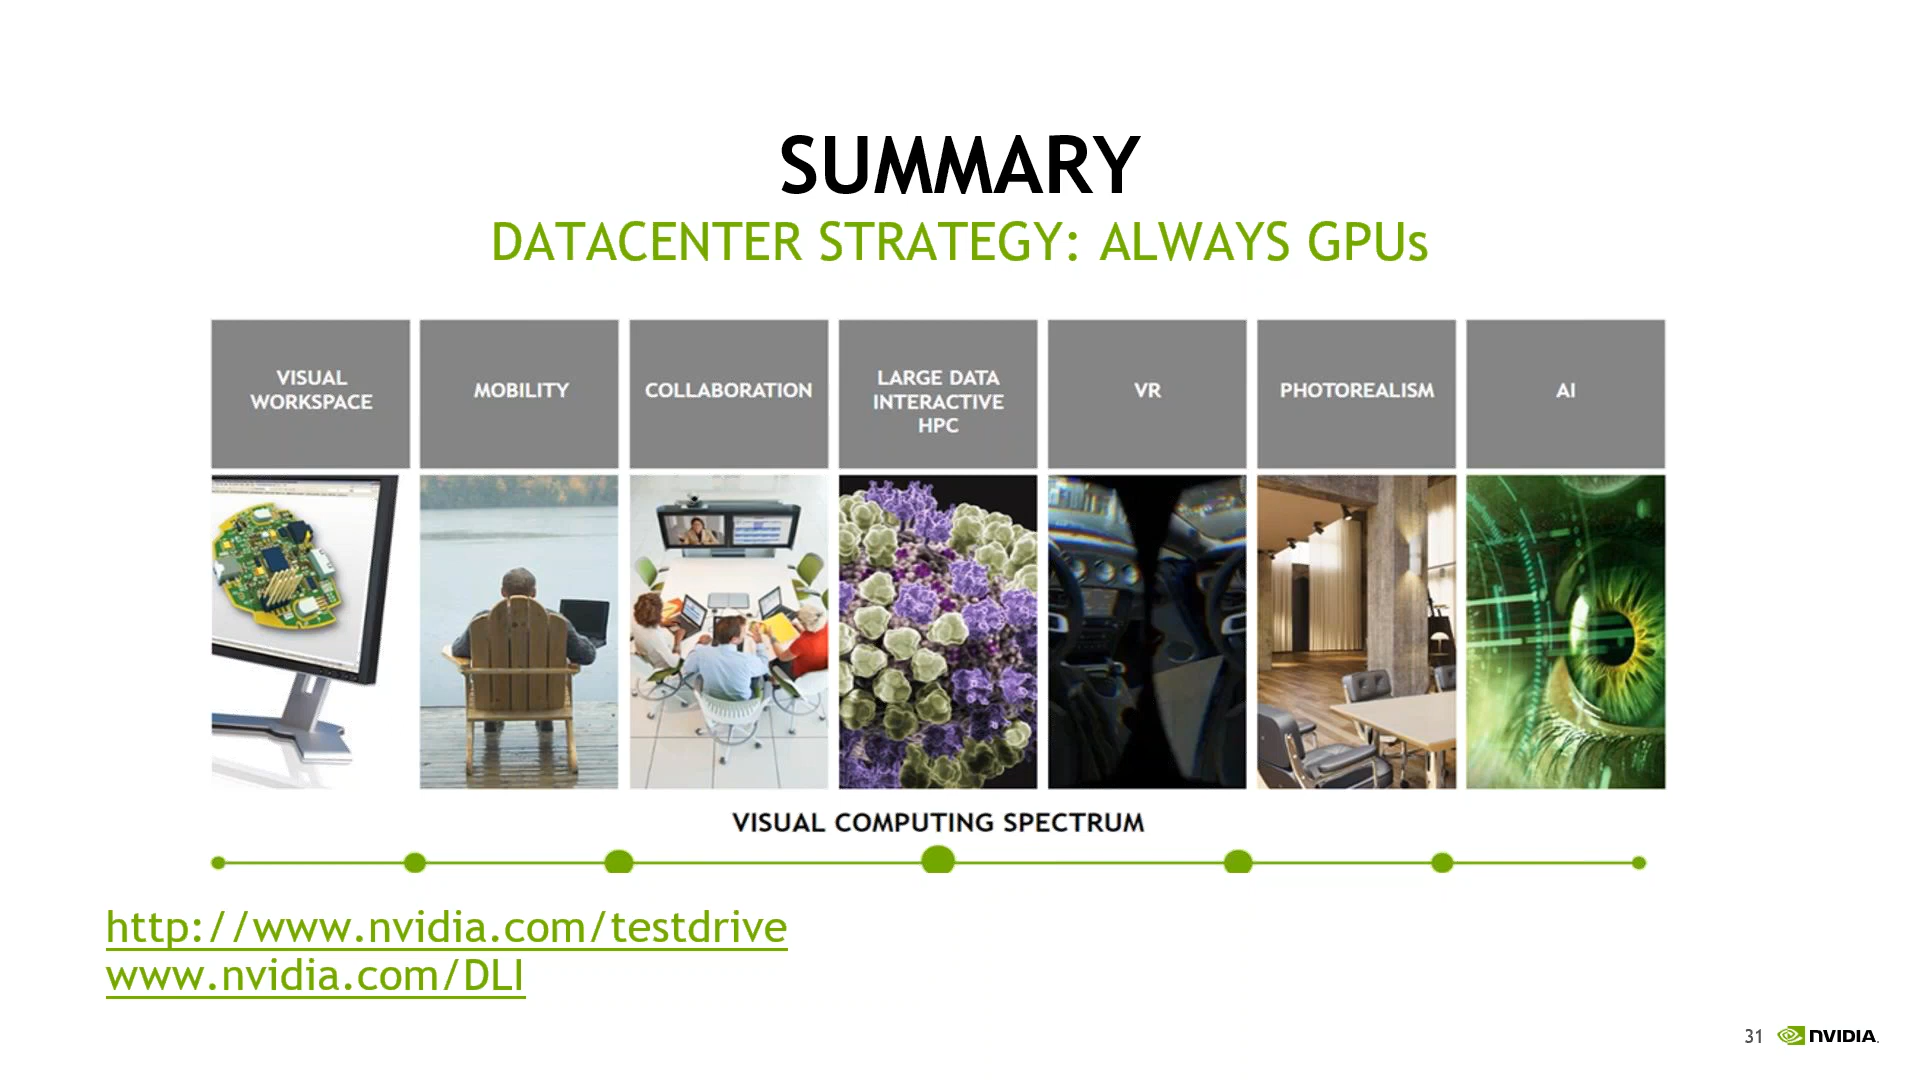 SUMMARY
DATACENTER STRATEGY: ALWAYS GPUs
VISUAL
WORKSPACE
MOBILITY
COLLABORATION
LARGE DATA
INTERACTIVE
HPC
VR
PHOTOREALISM
AI
VISUAL COMPUTING SPECTRUM
http://www.nvidia.com/testdrive
www.nvidia.com/DLI
31
NVIDIA.